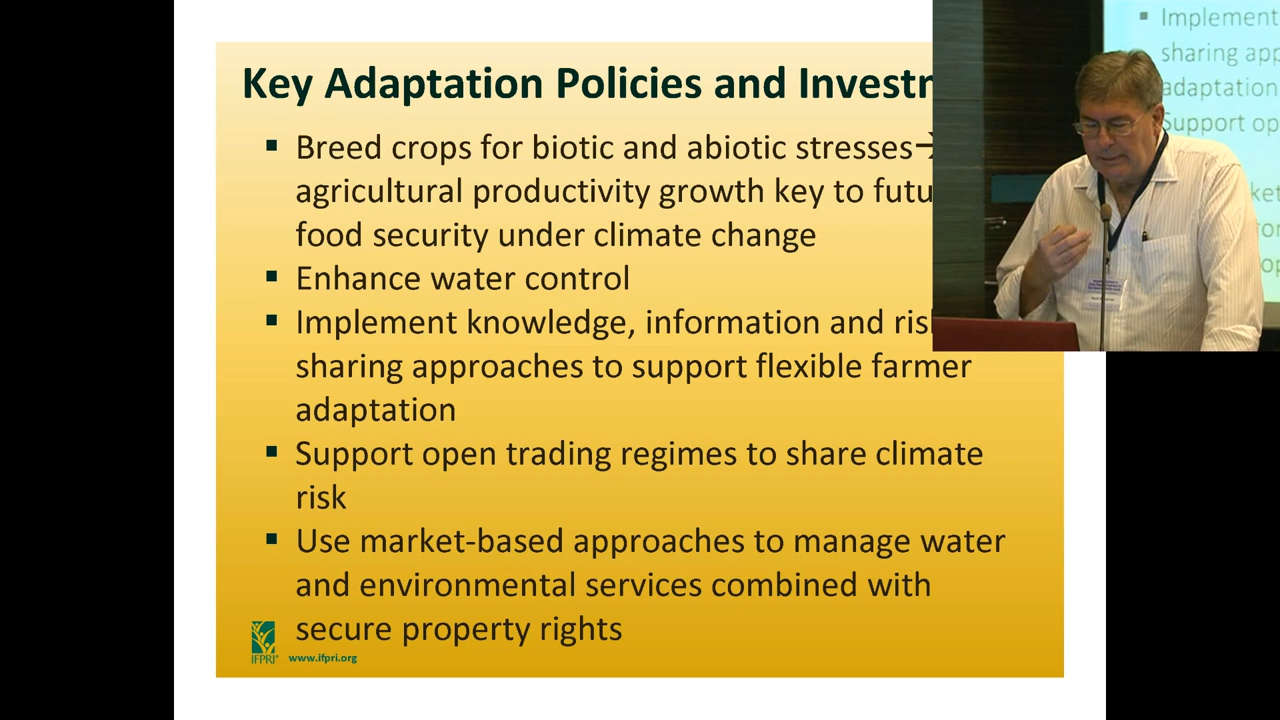 Key Adaptation Policies and Invest
▪ Breed crops for biotic and abiotic stresses→
agricultural productivity growth key to futu
food security under climate change
▪ Enhance water control
▪ Implement knowledge, information and ris
sharing approaches to support flexible farmer
adaptation
▪ Support open trading regimes to share climate
risk
▪ Use market-based approaches to manage water
and environmental services combined with
secure property rights
IFPRI
www.ifpri.org
▪ Implement
sharing app
adaptation
Support op